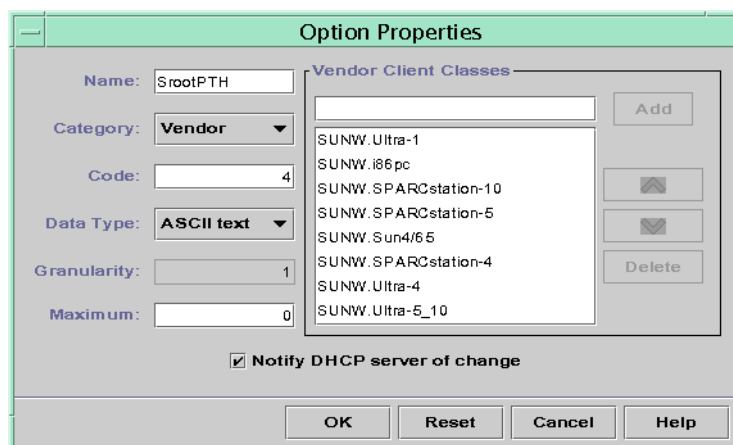 Option Properties
Name: SrootPTH
Category: Vendor
Code: 4
Data Type: ASCII text
Granularity: 1
Maximum: 0
Vendor Client Classes
Add
SUNW.Ultra-1
SUNW.i86pc
SUNW.SPARCstation-10
SUNW.SPARCstation-5
SUNW.Sun4/65
SUNW.SPARCstation-4
SUNW.Ultra-4
SUNW.Ultra-5_10
Delete
Notify DHCP server of change
OK Reset Cancel Help